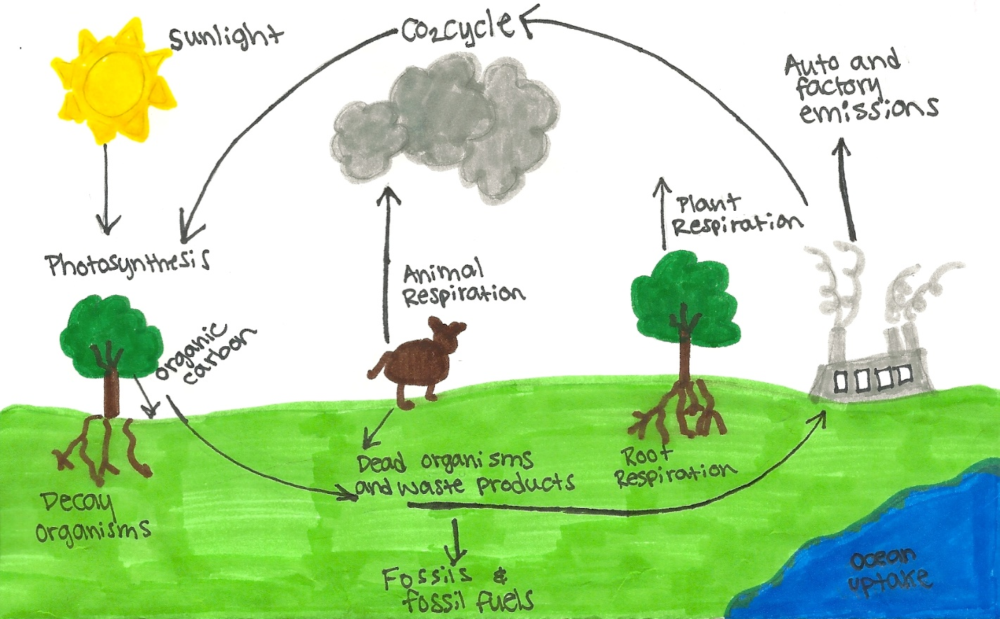 Sunlight
CO₂cycle
Auto and
factory
emissions
Plant
Respiration
Photosynthesis
Animal
Respiration
organic
carbon
Dead organisms
and waste products
Root
Respiration
Decay
organisms
Fossils &
fossil fuels
Ocean
uptake